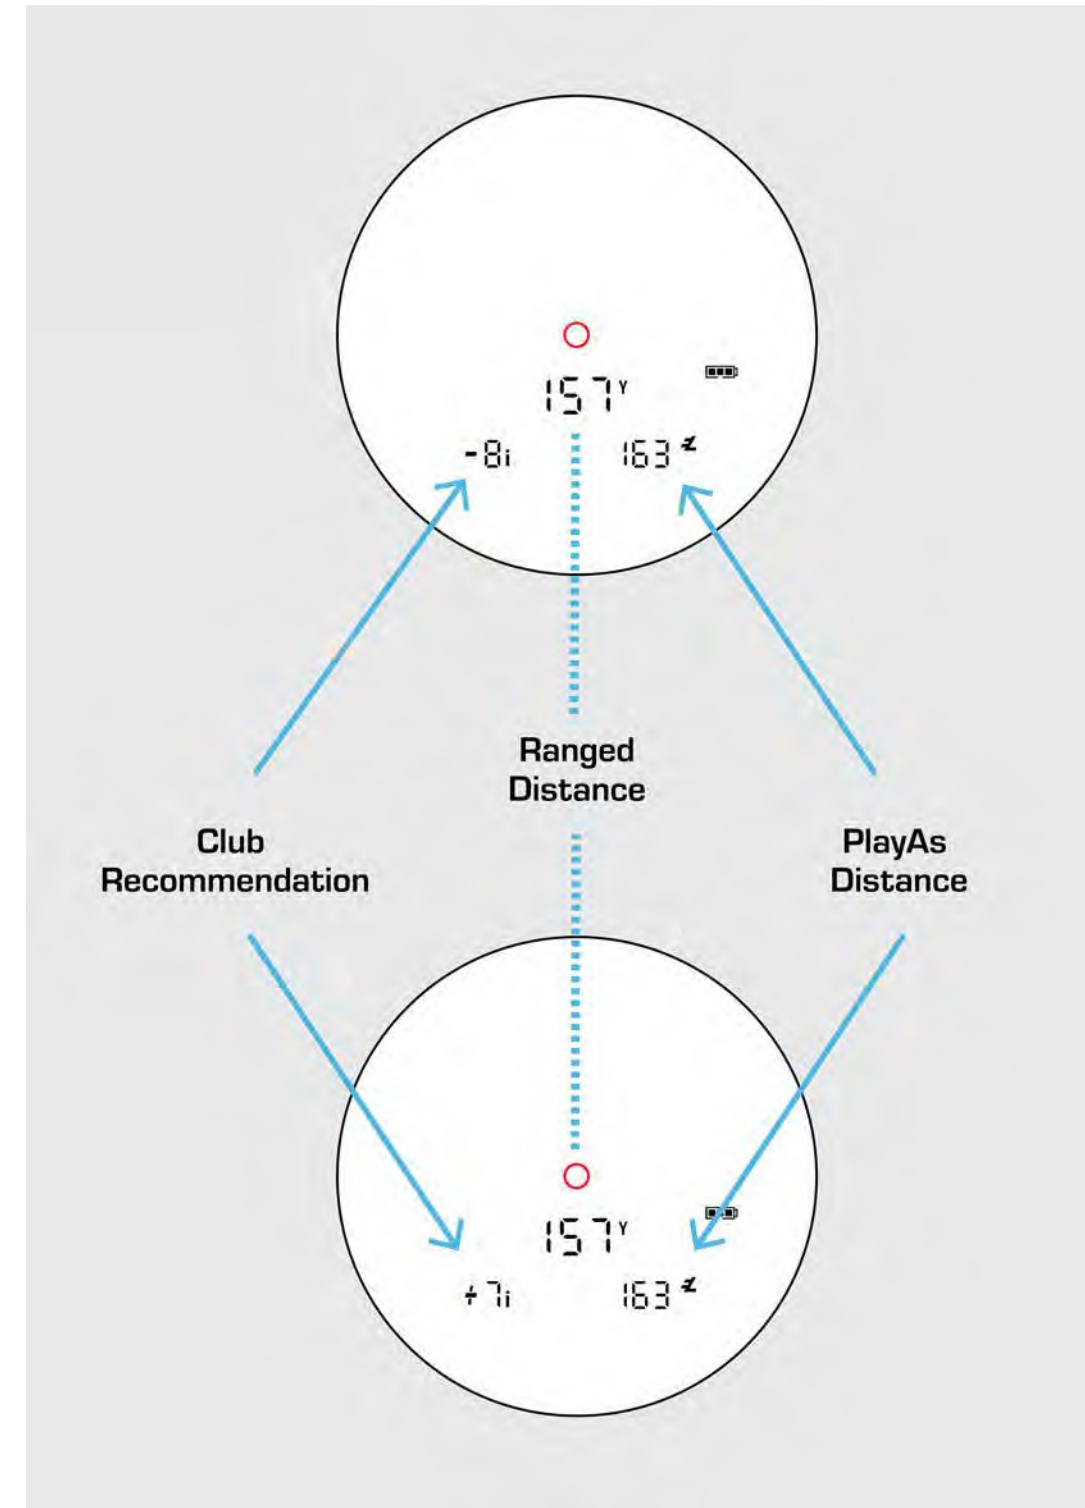 157Y
-8i 163
Ranged
Distance
Club
Recommendation
PlayAs
Distance
157Y
+7i 163